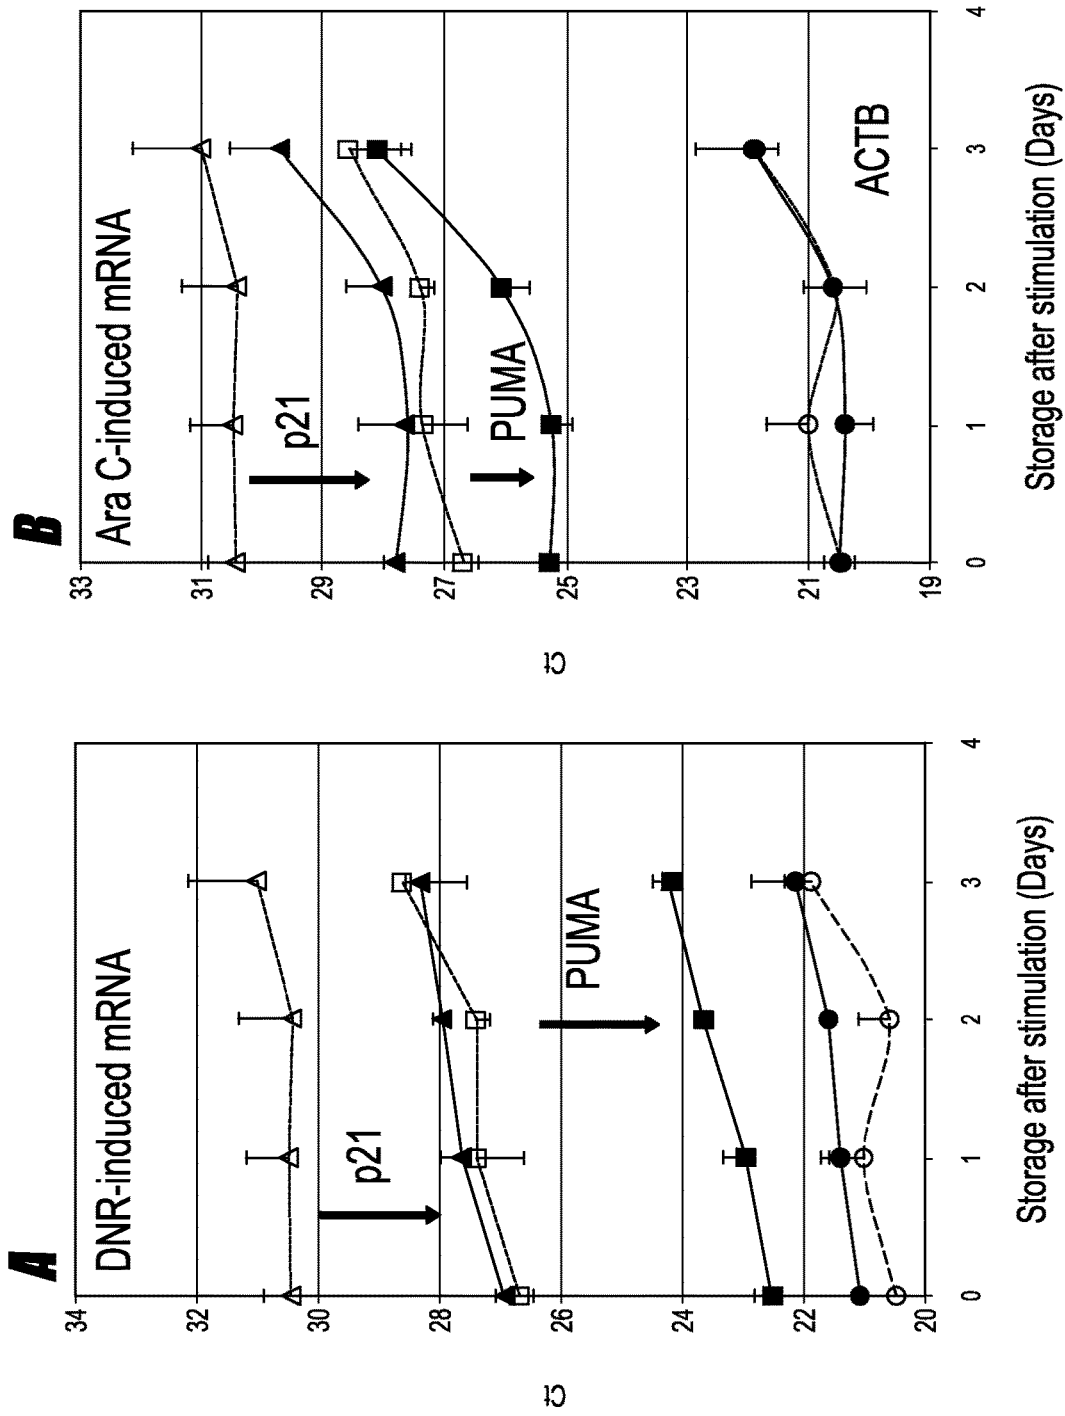 A
DNR-induced mRNA
34
32
30
28
26
24
22
20
Ct
p21
PUMA
0
1
2
3
4
Storage after stimulation (Days)
B
Ara C-induced mRNA
33
31
29
27
25
23
21
19
Ct
p21
PUMA
ACTB
0
1
2
3
4
Storage after stimulation (Days)